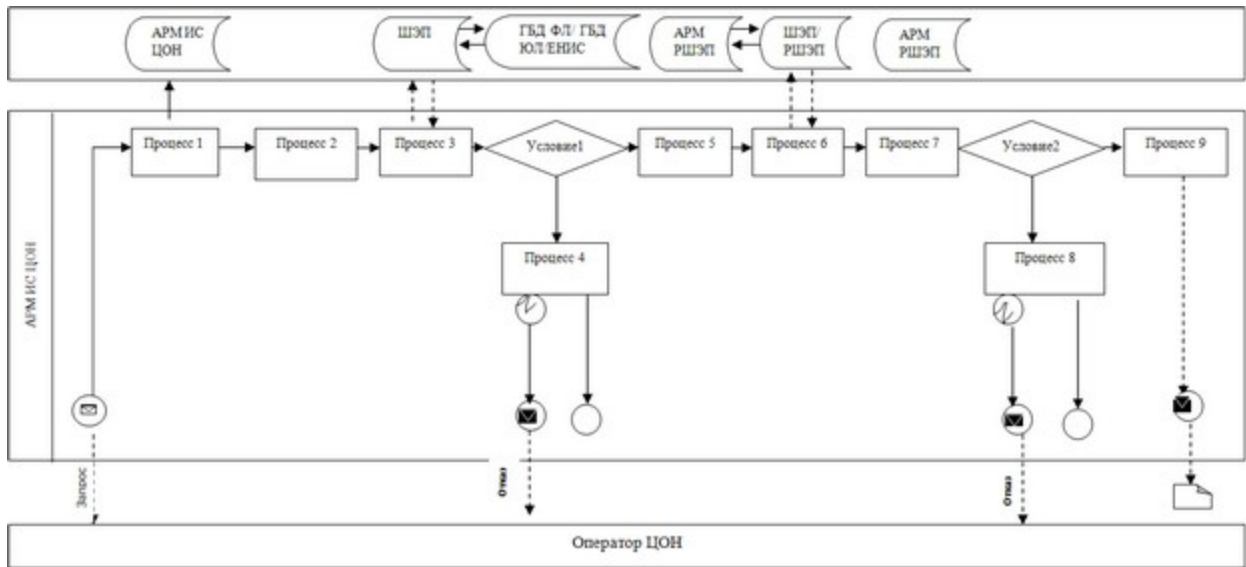 АРМ ИС
ЦОН
ШЭП
ГБД ФЛ/ ГБД
ЮЛ/ЕНИС
АРМ
РШЭП
ШЭП/
РШЭП
АРМ
РШЭП
Процесс 1
Процесс 2
Процесс 3
Условие1
Процесс 5
Процесс 6
Процесс 7
Условие2
Процесс 9
Процесс 4
Процесс 8
АРМ ИС ЦОН
Запрос
Отказ
Отказ
Оператор ЦОН